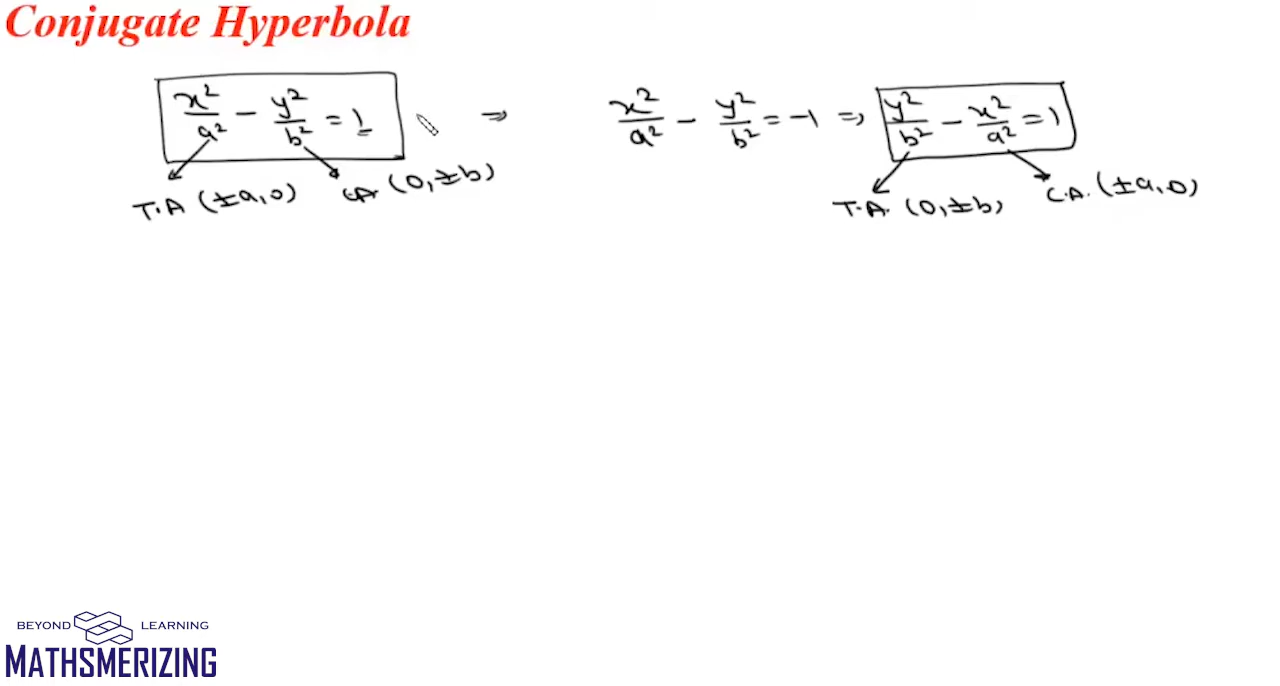 Conjugate Hyperbola
x²/a² − y²/b² = 1 ⇒ x²/a² − y²/b² = −1 ⇒ y²/b² − x²/a² = 1
T.A (±a, 0) C.A. (0, ±b) T.A. (0, ±b) C.A. (±a, 0)
BEYOND LEARNING
MATHSMERIZING